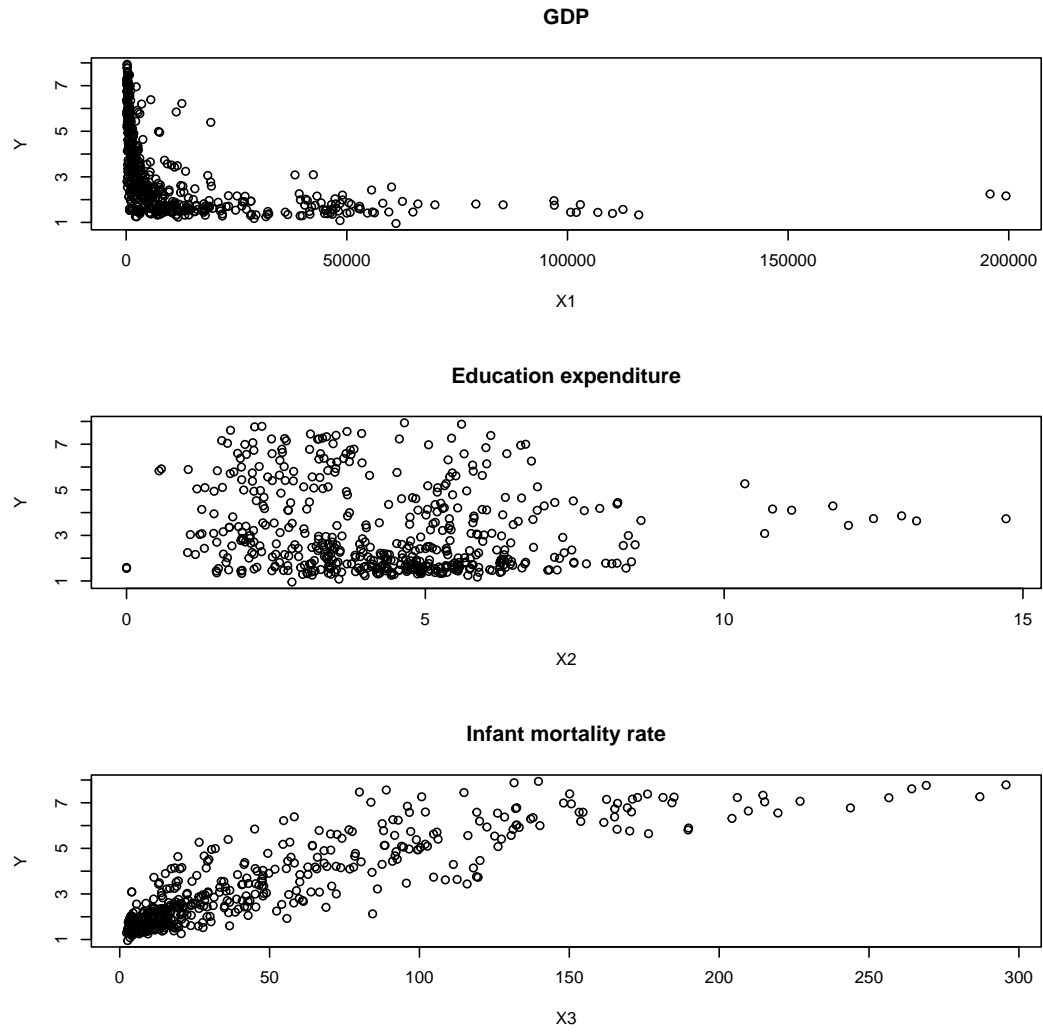 GDP
Y
1 3 5 7
0 50000 100000 150000 200000
X1
Education expenditure
Y
1 3 5 7
0 5 10 15
X2
Infant mortality rate
Y
1 3 5 7
0 50 100 150 200 250 300
X3